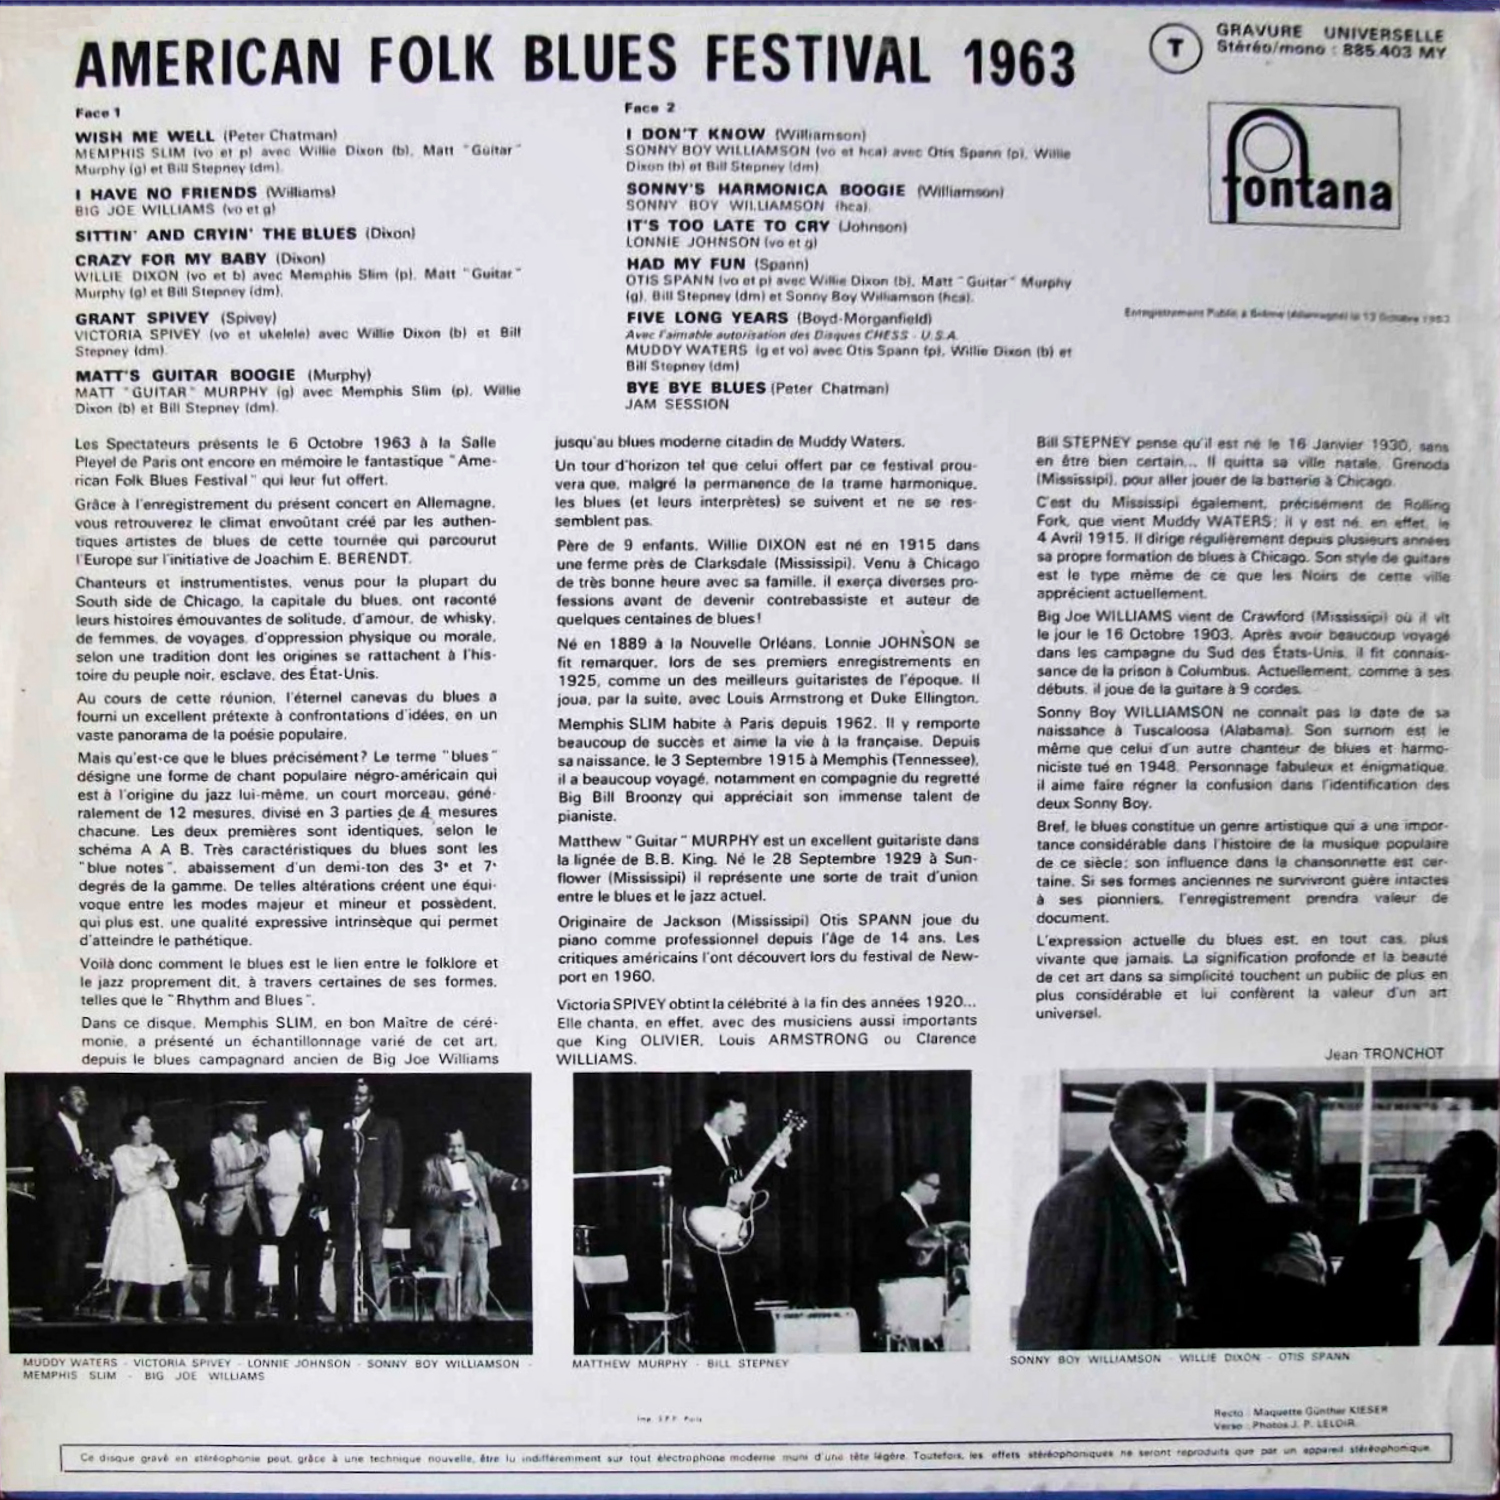 AMERICAN FOLK BLUES FESTIVAL 1963
T
GRAVURE UNIVERSELLE
Stéréo/mono : 885.403 MY
fontana
Face 1
WISH ME WELL (Peter Chatman)
MEMPHIS SLIM (vo et p) avec Willie Dixon (b), Matt "Guitar"
Murphy (g) et Bill Stepney (dm).
I HAVE NO FRIENDS (Williams)
BIG JOE WILLIAMS (vo et g)
SITTIN' AND CRYIN' THE BLUES (Dixon)
CRAZY FOR MY BABY (Dixon)
WILLIE DIXON (vo et b) avec Memphis Slim (p), Matt "Guitar"
Murphy (g) et Bill Stepney (dm).
GRANT SPIVEY (Spivey)
VICTORIA SPIVEY (vo et ukelele) avec Willie Dixon (b) et Bill
Stepney (dm).
MATT'S GUITAR BOOGIE (Murphy)
MATT "GUITAR" MURPHY (g) avec Memphis Slim (p), Willie
Dixon (b) et Bill Stepney (dm).
Face 2
I DON'T KNOW (Williamson)
SONNY BOY WILLIAMSON (vo et hca) avec Otis Spann (p), Willie
Dixon (b) et Bill Stepney (dm)
SONNY'S HARMONICA BOOGIE (Williamson)
SONNY BOY WILLIAMSON (hca).
IT'S TOO LATE TO CRY (Johnson)
LONNIE JOHNSON (vo et g)
HAD MY FUN (Spann)
OTIS SPANN (vo et p) avec Willie Dixon (b), Matt "Guitar" Murphy
(g), Bill Stepney (dm) et Sonny Boy Williamson (hca).
FIVE LONG YEARS (Boyd-Morganfield)
Avec l'aimable autorisation des Disques CHESS - U.S.A.
MUDDY WATERS (g et vo) avec Otis Spann (p), Willie Dixon (b) et
Bill Stepney (dm)
BYE BYE BLUES (Peter Chatman)
JAM SESSION
Enregistrement Public à Brême (Allemagne) le 13 Octobre 1963
Les Spectateurs présents le 6 Octobre 1963 à la Salle
Pleyel de Paris ont encore en mémoire le fantastique "Ame-
rican Folk Blues Festival" qui leur fut offert.
Grâce à l'enregistrement du présent concert en Allemagne,
vous retrouverez le climat envoûtant créé par les authen-
tiques artistes de blues de cette tournée qui parcourut
l'Europe sur l'initiative de Joachim E. BERENDT.
Chanteurs et instrumentistes, venus pour la plupart du
South side de Chicago, la capitale du blues, ont raconté
leurs histoires émouvantes de solitude, d'amour, de whisky,
de femmes, de voyages, d'oppression physique ou morale,
selon une tradition dont les origines se rattachent à l'his-
toire du peuple noir, esclave, des État-Unis.
Au cours de cette réunion, l'éternel canevas du blues a
fourni un excellent prétexte à confrontations d'idées, en un
vaste panorama de la poésie populaire.
Mais qu'est-ce que le blues précisément? Le terme "blues"
désigne une forme de chant populaire négro-américain qui
est à l'origine du jazz lui-même, un court morceau, géné-
ralement de 12 mesures, divisé en 3 parties de 4 mesures
chacune. Les deux premières sont identiques, selon le
schéma A A B. Très caractéristiques du blues sont les
"blue notes", abaissement d'un demi-ton des 3e et 7e
degrés de la gamme. De telles altérations créent une équi-
voque entre les modes majeur et mineur et possèdent,
qui plus est, une qualité expressive intrinsèque qui permet
d'atteindre le pathétique.
Voilà donc comment le blues est le lien entre le folklore et
le jazz proprement dit, à travers certaines de ses formes,
telles que le "Rhythm and Blues".
Dans ce disque, Memphis SLIM, en bon Maître de céré-
monie, a présenté un échantillonnage varié de cet art,
depuis le blues campagnard ancien de Big Joe Williams
jusqu'au blues moderne citadin de Muddy Waters.
Un tour d'horizon tel que celui offert par ce festival prou-
vera que, malgré la permanence de la trame harmonique,
les blues (et leurs interprètes) se suivent et ne se res-
semblent pas.
Père de 9 enfants, Willie DIXON est né en 1915 dans
une ferme près de Clarksdale (Mississipi). Venu à Chicago
de très bonne heure avec sa famille, il exerça diverses pro-
fessions avant de devenir contrebassiste et auteur de
quelques centaines de blues!
Né en 1889 à la Nouvelle Orléans, Lonnie JOHNSON se
fit remarquer, lors de ses premiers enregistrements en
1925, comme un des meilleurs guitaristes de l'époque. Il
joua, par la suite, avec Louis Armstrong et Duke Ellington.
Memphis SLIM habite à Paris depuis 1962. Il y remporte
beaucoup de succès et aime la vie à la française. Depuis
sa naissance, le 3 Septembre 1915 à Memphis (Tennessee),
il a beaucoup voyagé, notamment en compagnie du regretté
Big Bill Broonzy qui appréciait son immense talent de
pianiste.
Matthew "Guitar" MURPHY est un excellent guitariste dans
la lignée de B.B. King. Né le 28 Septembre 1929 à Sun-
flower (Mississipi) il représente une sorte de trait d'union
entre le blues et le jazz actuel.
Originaire de Jackson (Mississipi) Otis SPANN joue du
piano comme professionnel depuis l'âge de 14 ans. Les
critiques américains l'ont découvert lors du festival de New-
port en 1960.
Victoria SPIVEY obtint la célébrité à la fin des années 1920...
Elle chanta, en effet, avec des musiciens aussi importants
que King OLIVIER, Louis ARMSTRONG ou Clarence
WILLIAMS.
Bill STEPNEY pense qu'il est né le 16 Janvier 1930, sans
en être bien certain... Il quitta sa ville natale, Grenoda
(Mississipi), pour aller jouer de la batterie à Chicago.
C'est du Mississipi également, précisément de Rolling
Fork, que vient Muddy WATERS; il y est né, en effet, le
4 Avril 1915. Il dirige régulièrement depuis plusieurs années
sa propre formation de blues à Chicago. Son style de guitare
est le type même de ce que les Noirs de cette ville
apprécient actuellement.
Big Joe WILLIAMS vient de Crawford (Mississipi) où il vit
le jour le 16 Octobre 1903. Après avoir beaucoup voyagé
dans les campagne du Sud des États-Unis, il fit connais-
sance de la prison à Columbus. Actuellement, comme à ses
débuts, il joue de la guitare à 9 cordes.
Sonny Boy WILLIAMSON ne connaît pas la date de sa
naissance à Tuscaloosa (Alabama). Son surnom est le
même que celui d'un autre chanteur de blues et harmo-
niciste tué en 1948. Personnage fabuleux et énigmatique,
il aime faire régner la confusion dans l'identification des
deux Sonny Boy.
Bref, le blues constitue un genre artistique qui a une impor-
tance considérable dans l'histoire de la musique populaire
de ce siècle; son influence dans la chansonnette est cer-
taine. Si ses formes anciennes ne survivront guère intactes
à ses pionniers, l'enregistrement prendra valeur de
document.
L'expression actuelle du blues est, en tout cas, plus
vivante que jamais. La signification profonde et la beauté
de cet art dans sa simplicité touchent un public de plus en
plus considérable et lui confèrent la valeur d'un art
universel.
Jean TRONCHOT
MUDDY WATERS - VICTORIA SPIVEY - LONNIE JOHNSON - SONNY BOY WILLIAMSON -
MEMPHIS SLIM - BIG JOE WILLIAMS
MATTHEW MURPHY - BILL STEPNEY
SONNY BOY WILLIAMSON - WILLIE DIXON - OTIS SPANN
Imp. Paris
Recto : Maquette Günther KIESER
Verso : Photos J. P. LELOIR
Ce disque gravé en stéréophonie peut, grâce à une technique nouvelle, être lu indifféremment sur tout électrophone moderne muni d'une tête légère. Toutefois, les effets stéréophoniques ne seront reproduits que par un appareil stéréophonique.